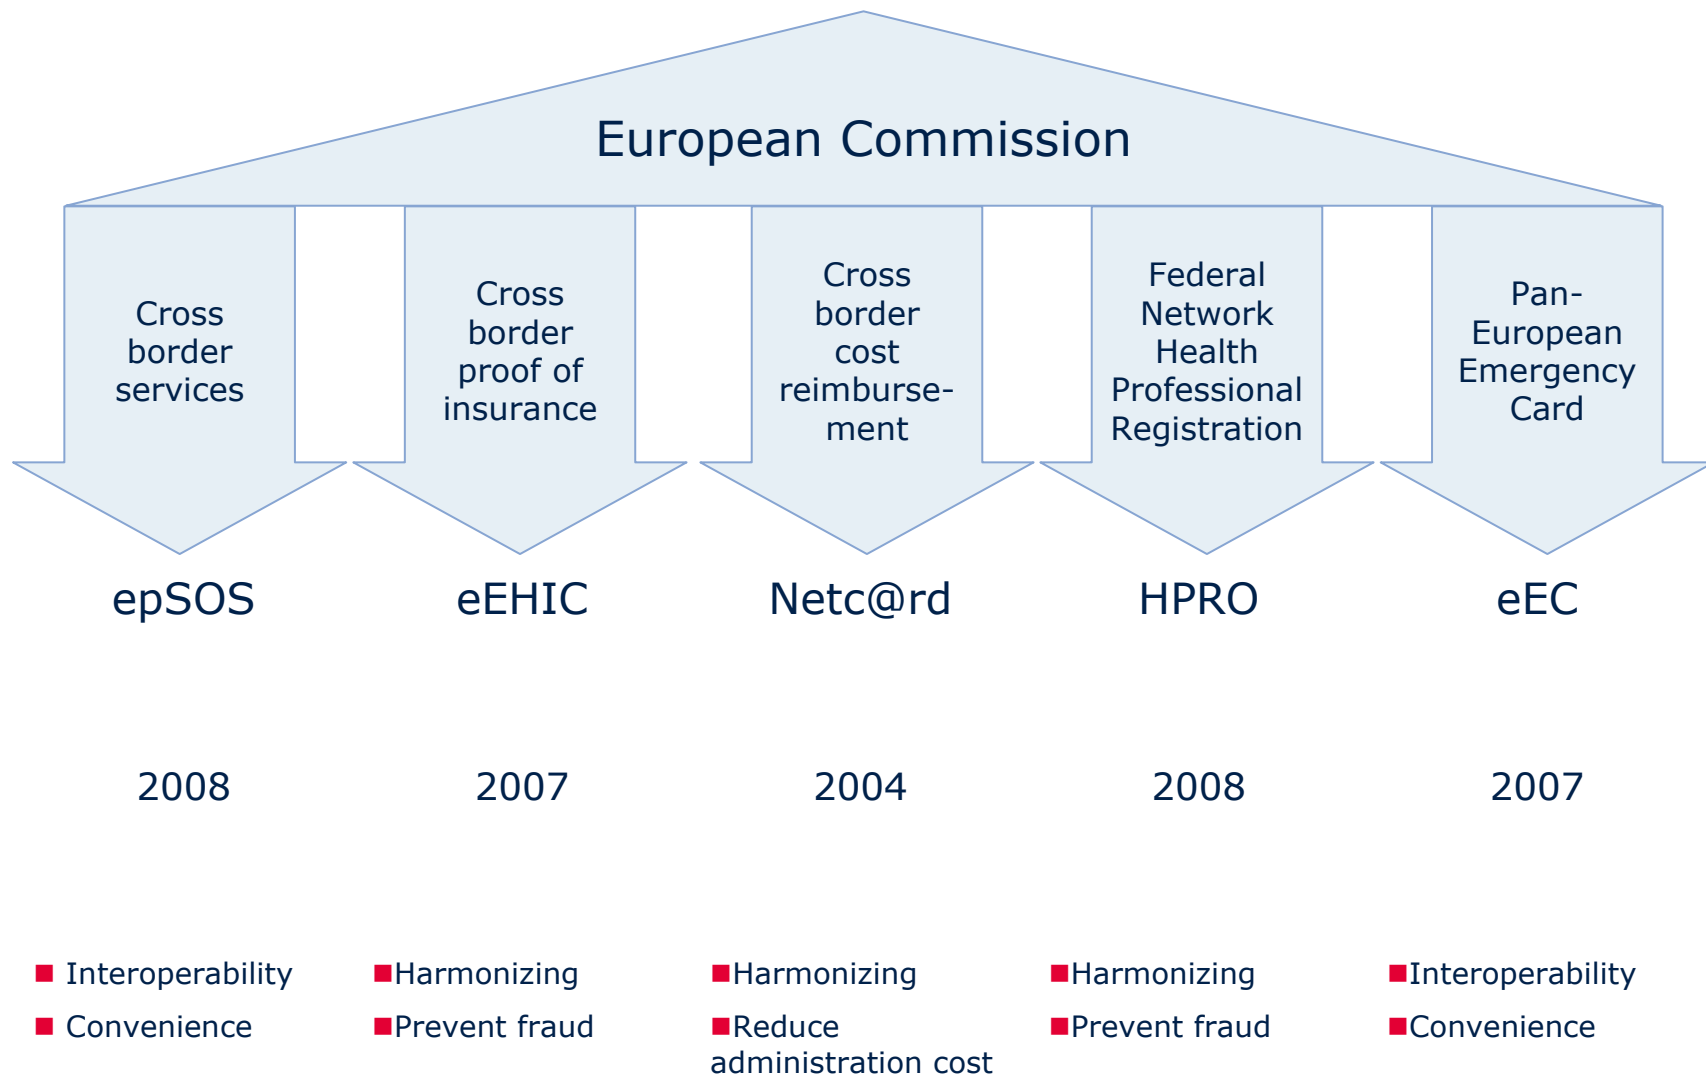 European Commission
Cross
border
services
Cross
border
proof of
insurance
Cross
border
cost
reimburse-
ment
Federal
Network
Health
Professional
Registration
Pan-
European
Emergency
Card
epSOS
eEHIC
Netc@rd
HPRO
eEC
2008
2007
2004
2008
2007
Interoperability
Convenience
Harmonizing
Prevent fraud
Harmonizing
Reduce
administration cost
Harmonizing
Prevent fraud
Interoperability
Convenience